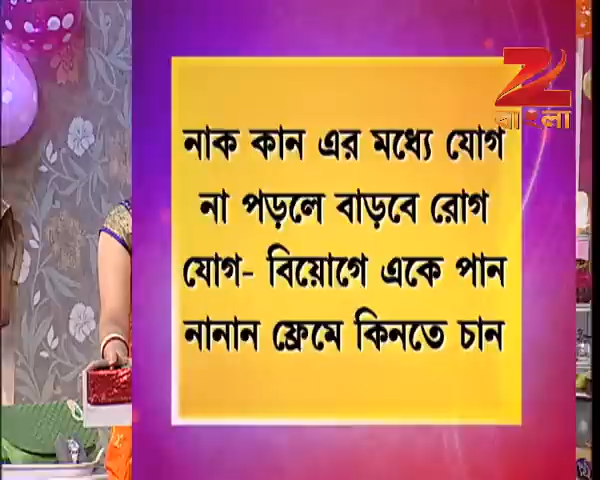 বাংলা
নাক কান এর মধ্যে যোগ
না পড়লে বাড়বে রোগ
যোগ- বিয়োগে একে পান
নানান ফ্রেমে কিনতে চান